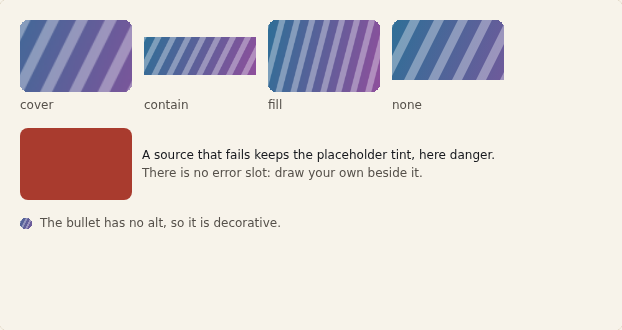 cover contain fill none
A source that fails keeps the placeholder tint, here danger.
There is no error slot: draw your own beside it.
The bullet has no alt, so it is decorative.